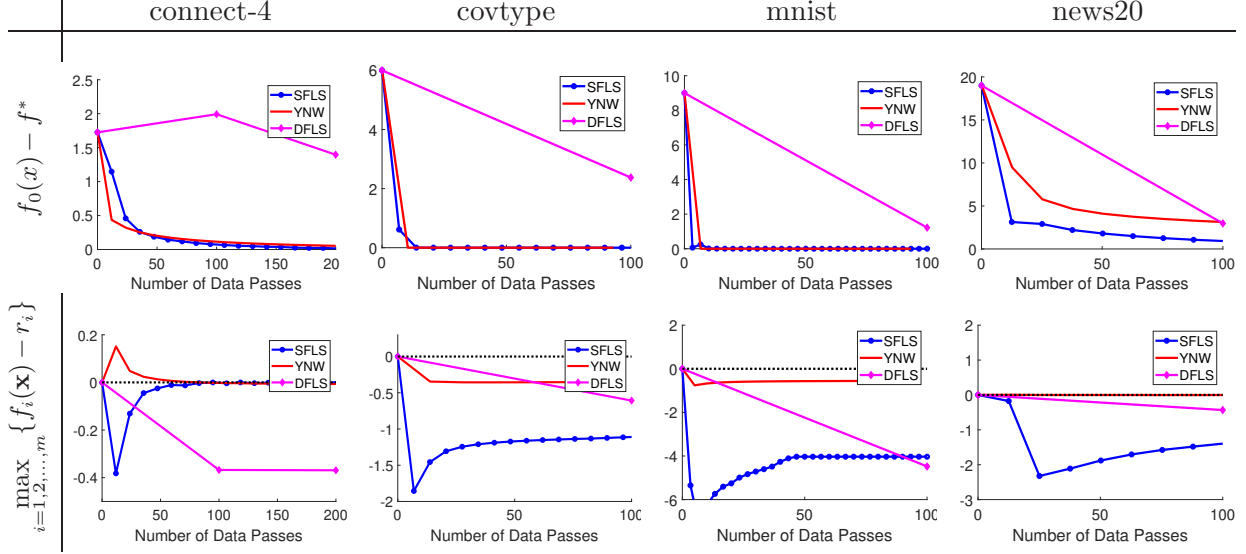 connect-4 covtype mnist news20
f₀(x) − f*
2.5
2
1.5
1
0.5
0
0 50 100 150 200
Number of Data Passes
SFLS
YNW
DFLS
6
4
2
0
0 50 100
Number of Data Passes
SFLS
YNW
DFLS
10
8
6
4
2
0
0 50 100
Number of Data Passes
SFLS
YNW
DFLS
20
15
10
5
0
0 50 100
Number of Data Passes
SFLS
YNW
DFLS
max {f_i(𝐱) − r_i}
i=1,2,...,m
0.2
0
-0.2
-0.4
0 50 100 150 200
Number of Data Passes
SFLS
YNW
DFLS
0
-0.5
-1
-1.5
-2
0 50 100
Number of Data Passes
SFLS
YNW
DFLS
2
0
-2
-4
-6
0 50 100
Number of Data Passes
SFLS
YNW
DFLS
2
1
0
-1
-2
-3
0 50 100
Number of Data Passes
SFLS
YNW
DFLS